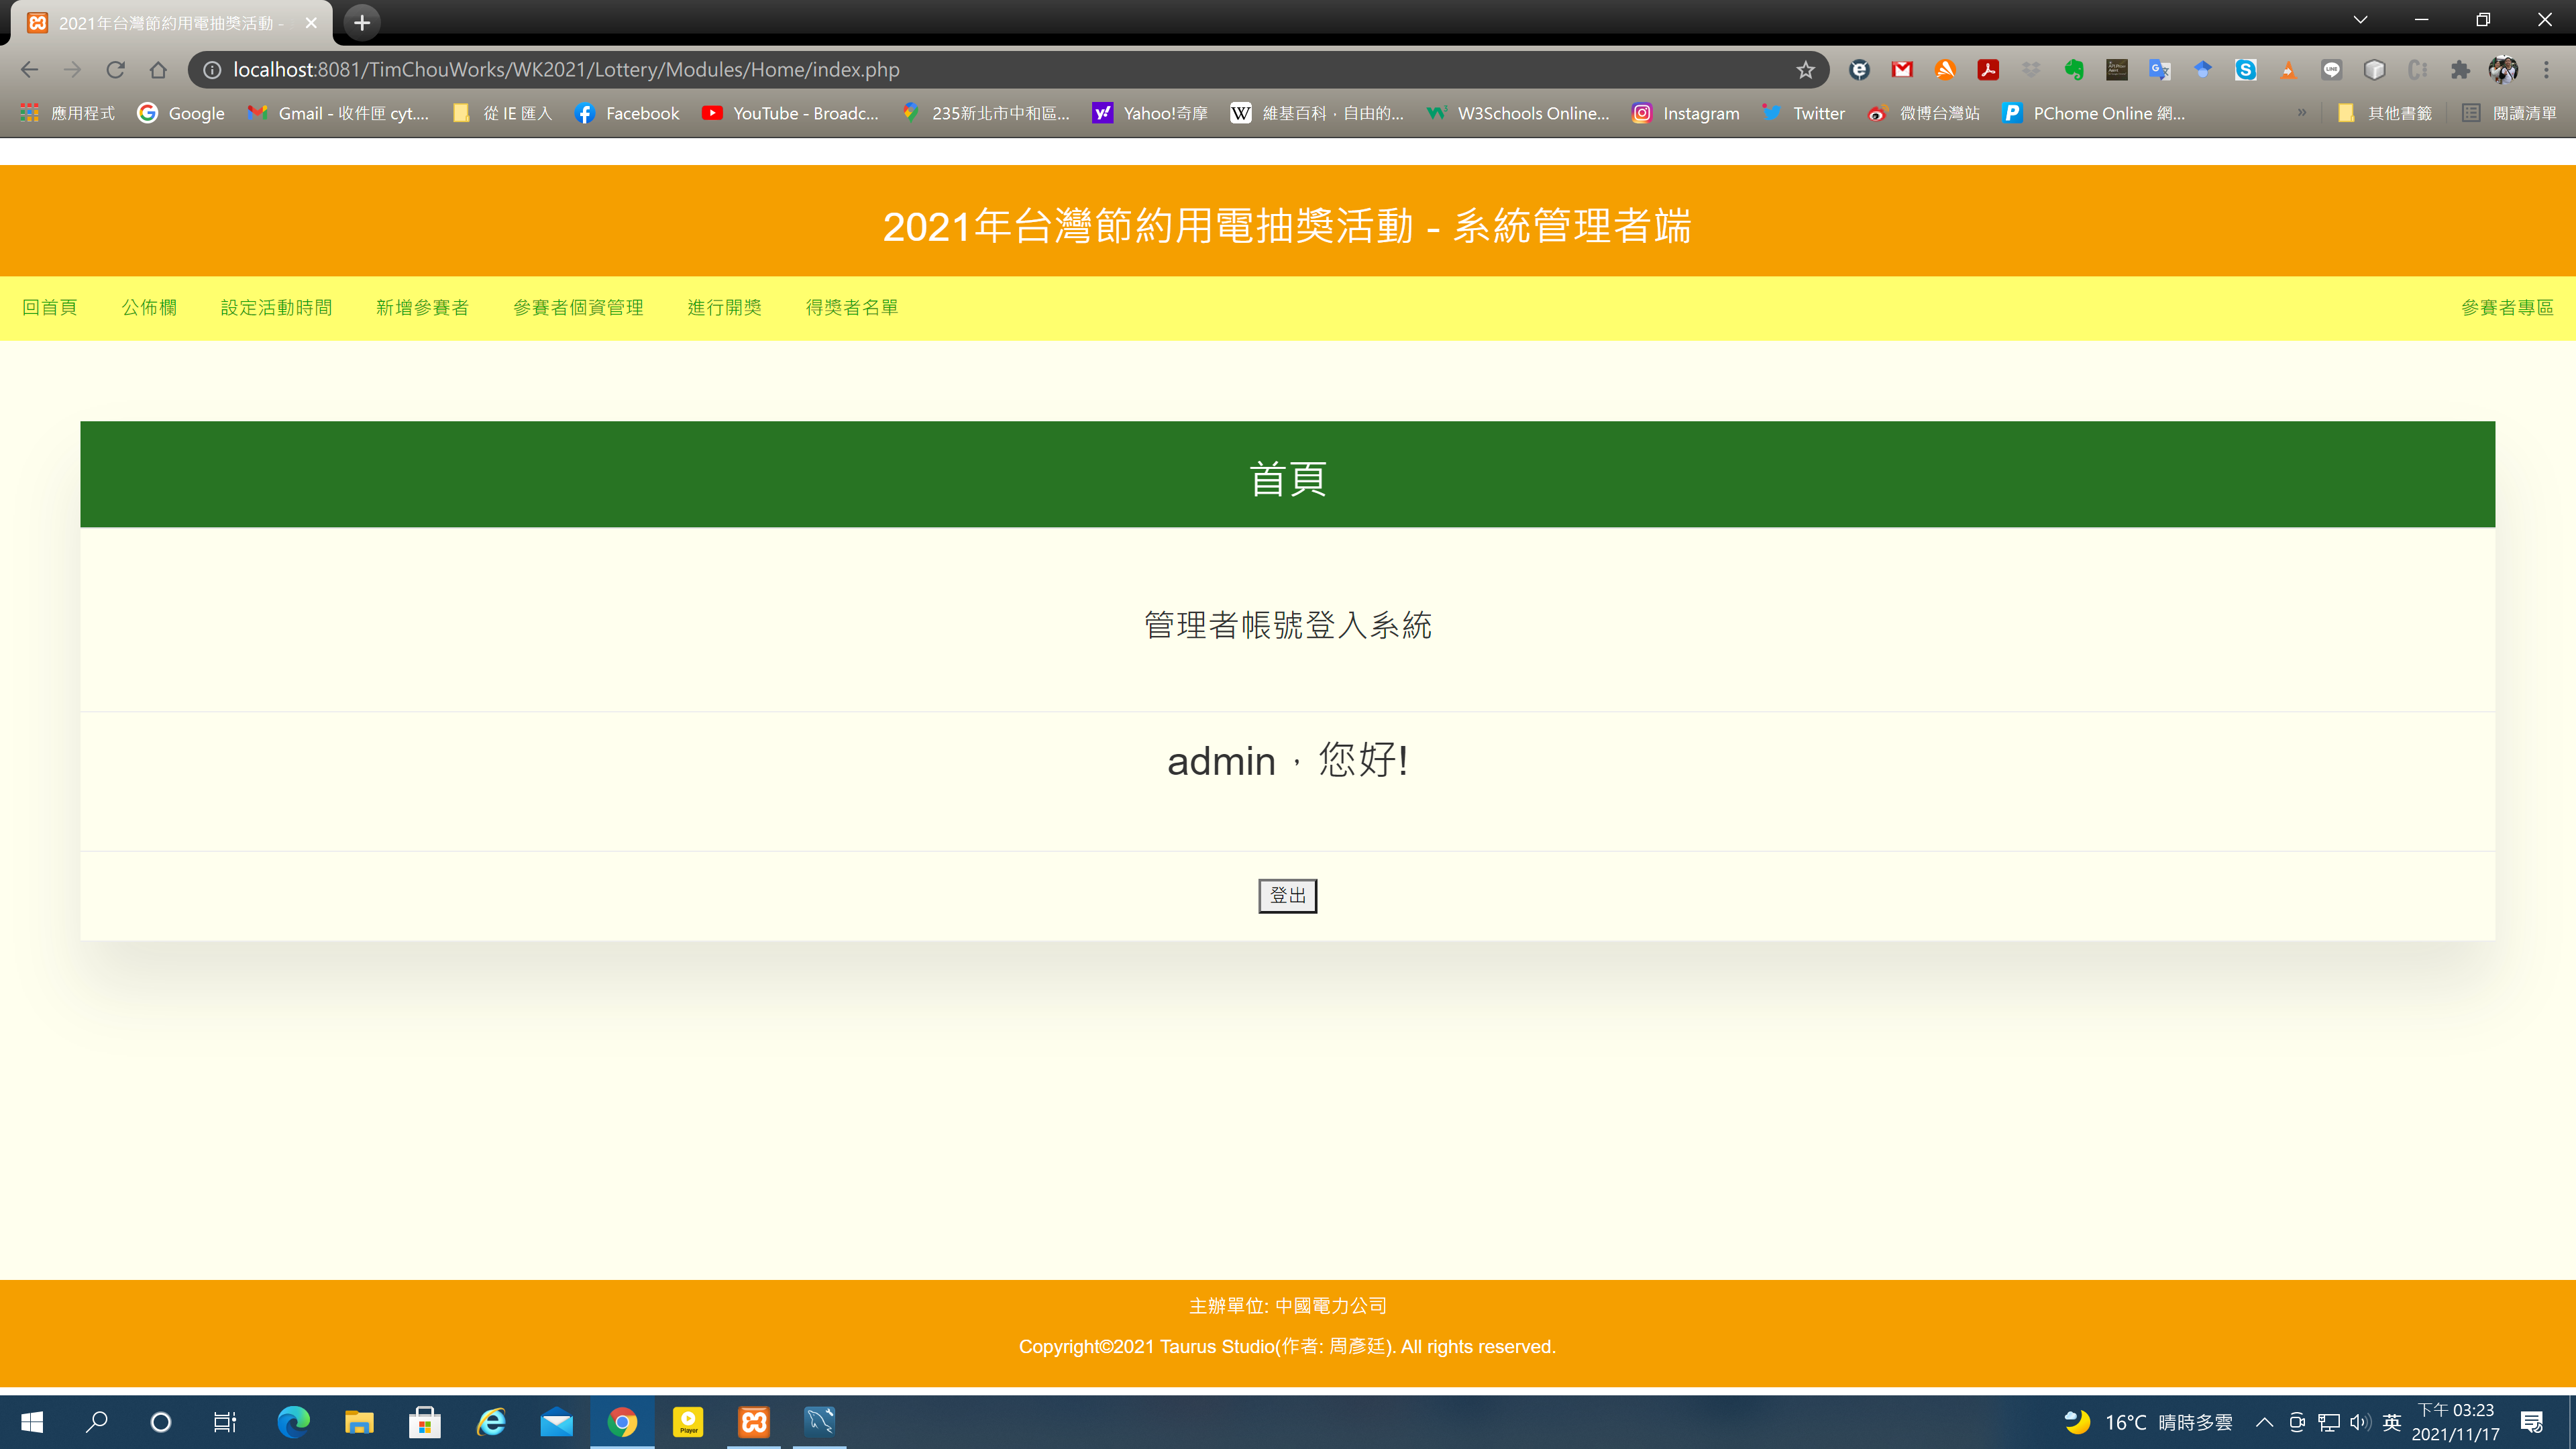 2021年台灣節約用電抽獎活動 -
localhost:8081/TimChouWorks/WK2021/Lottery/Modules/Home/index.php
應用程式 Google Gmail - 收件匣 cyt.... 從 IE 匯入 Facebook YouTube - Broadc... 235新北市中和區... Yahoo!奇摩 維基百科，自由的... W3Schools Online... Instagram Twitter 微博台灣站 PChome Online 網... » 其他書籤 閱讀清單
2021年台灣節約用電抽獎活動 - 系統管理者端
回首頁 公佈欄 設定活動時間 新增參賽者 參賽者個資管理 進行開獎 得獎者名單 參賽者專區
首頁
管理者帳號登入系統
admin，您好!
登出
主辦單位: 中國電力公司
Copyright©2021 Taurus Studio(作者: 周彥廷). All rights reserved.
Player
16°C 晴時多雲 英 下午 03:23
2021/11/17